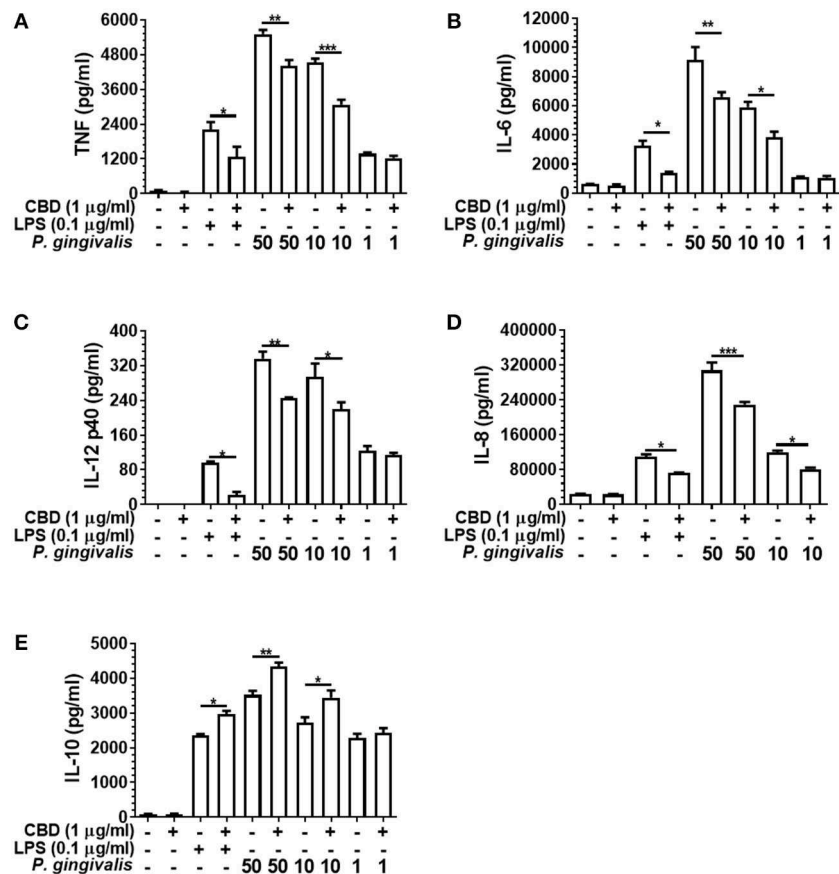 A
TNF (pg/ml)
6000
4800
3600
2400
1200
0
** *** *
CBD (1 μg/ml) - + - + - + - + - +
LPS (0.1 μg/ml) - - + + 
P. gingivalis - - - - 50 50 10 10 1 1
B
IL-6 (pg/ml)
12000
10000
8000
6000
4000
2000
0
** * *
CBD (1 μg/ml) - + - + - + - + - +
LPS (0.1 μg/ml) - - + +
P. gingivalis - - - - 50 50 10 10 1 1
C
IL-12 p40 (pg/ml)
400
320
240
160
80
0
** * *
CBD (1 μg/ml) - + - + - + - + - +
LPS (0.1 μg/ml) - - + +
P. gingivalis - - - - 50 50 10 10 1 1
D
IL-8 (pg/ml)
400000
320000
240000
160000
80000
0
*** * *
CBD (1 μg/ml) - + - + - + - +
LPS (0.1 μg/ml) - - + +
P. gingivalis - - - - 50 50 10 10
E
IL-10 (pg/ml)
5000
4000
3000
2000
1000
0
** * *
CBD (1 μg/ml) - + - + - + - + - +
LPS (0.1 μg/ml) - - + +
P. gingivalis - - - - 50 50 10 10 1 1